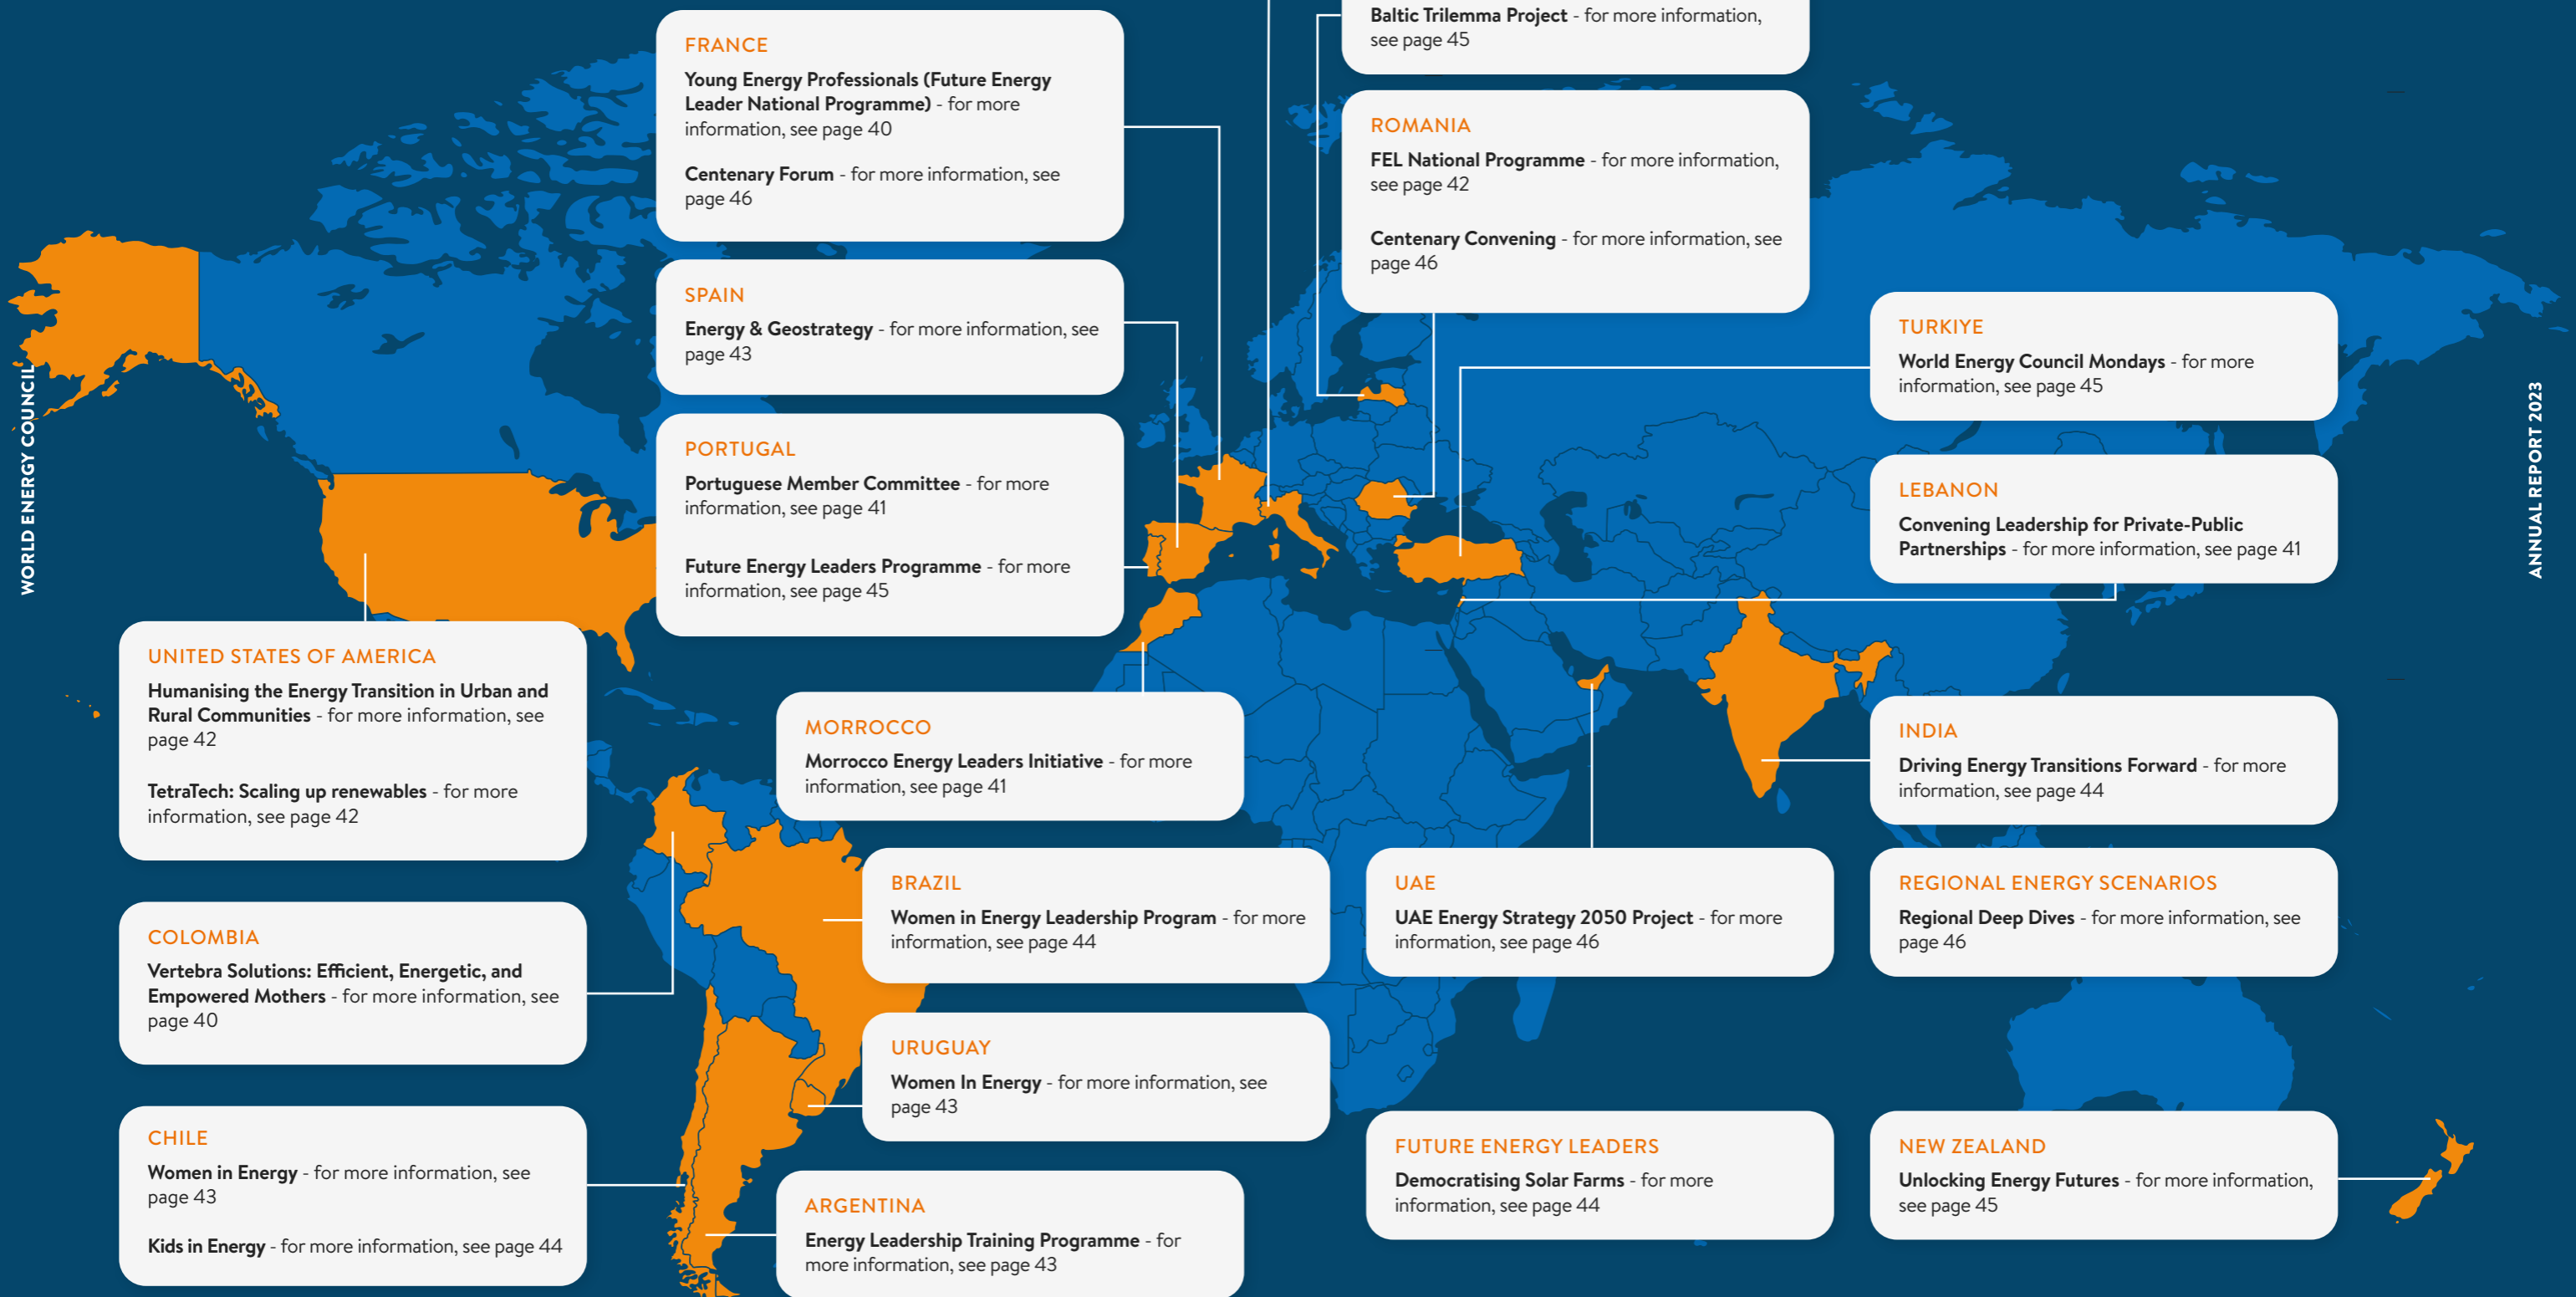 WORLD ENERGY COUNCIL
FRANCE
Young Energy Professionals (Future Energy
Leader National Programme) - for more
information, see page 40
Centenary Forum - for more information, see
page 46
SPAIN
Energy & Geostrategy - for more information, see
page 43
PORTUGAL
Portuguese Member Committee - for more
information, see page 41
Future Energy Leaders Programme - for more
information, see page 45
UNITED STATES OF AMERICA
Humanising the Energy Transition in Urban and
Rural Communities - for more information, see
page 42
TetraTech: Scaling up renewables - for more
information, see page 42
COLOMBIA
Vertebra Solutions: Efficient, Energetic, and
Empowered Mothers - for more information, see
page 40
CHILE
Women in Energy - for more information, see
page 43
Kids in Energy - for more information, see page 44
MORROCCO
Morrocco Energy Leaders Initiative - for more
information, see page 41
BRAZIL
Women in Energy Leadership Program - for more
information, see page 44
URUGUAY
Women In Energy - for more information, see
page 43
ARGENTINA
Energy Leadership Training Programme - for
more information, see page 43
Baltic Trilemma Project - for more information,
see page 45
ROMANIA
FEL National Programme - for more information,
see page 42
Centenary Convening - for more information, see
page 46
TURKIYE
World Energy Council Mondays - for more
information, see page 45
LEBANON
Convening Leadership for Private-Public
Partnerships - for more information, see page 41
INDIA
Driving Energy Transitions Forward - for more
information, see page 44
UAE
UAE Energy Strategy 2050 Project - for more
information, see page 46
REGIONAL ENERGY SCENARIOS
Regional Deep Dives - for more information, see
page 46
FUTURE ENERGY LEADERS
Democratising Solar Farms - for more
information, see page 44
NEW ZEALAND
Unlocking Energy Futures - for more information,
see page 45
ANNUAL REPORT 2023